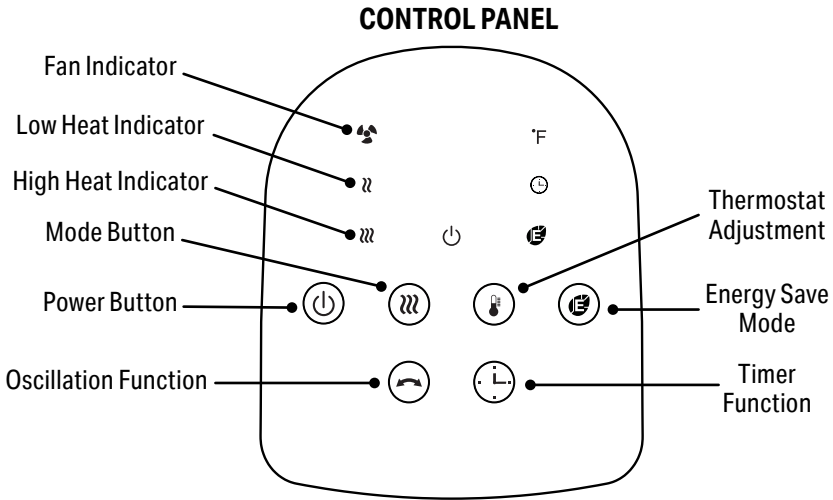 CONTROL PANEL
Fan Indicator
Low Heat Indicator
High Heat Indicator
Mode Button
Power Button
Oscillation Function
°F
E
E
Thermostat
Adjustment
Energy Save
Mode
Timer
Function